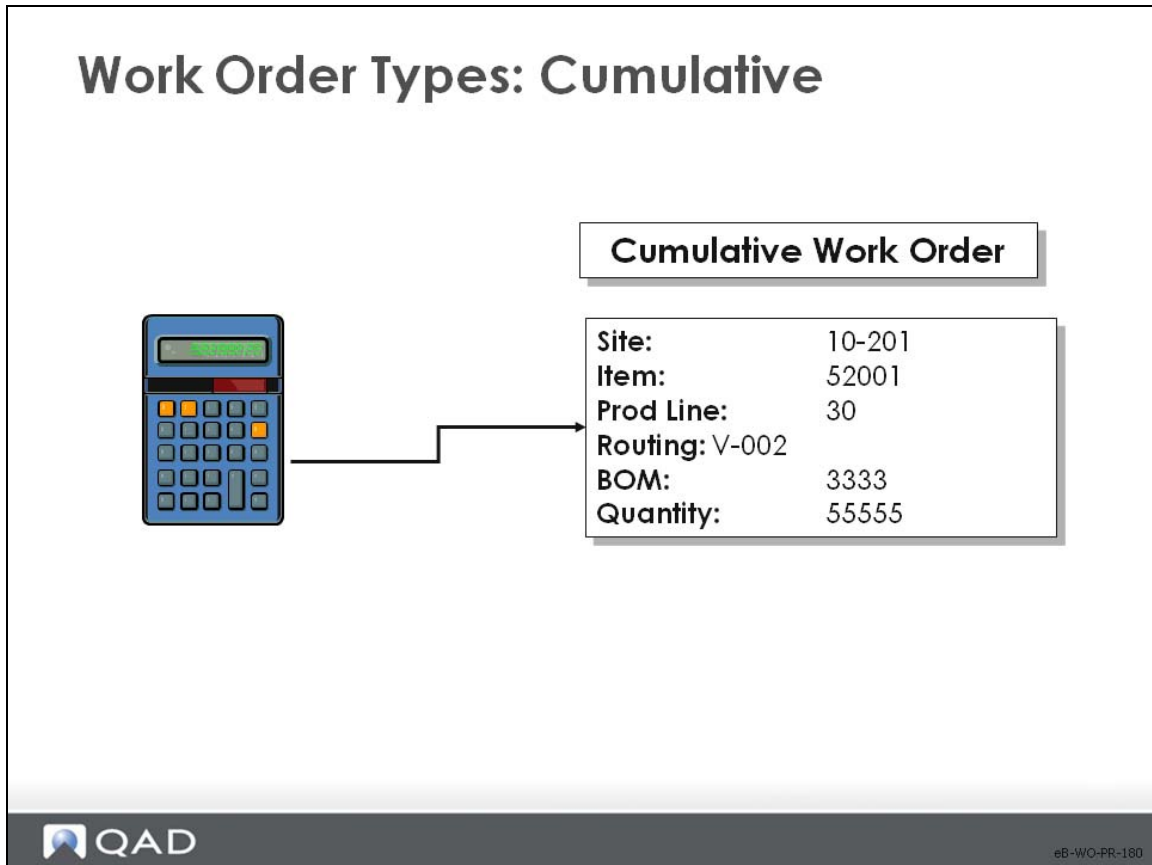 Work Order Types: Cumulative
Cumulative Work Order
Site: 10-201
Item: 52001
Prod Line: 30
Routing: V-002
BOM: 3333
Quantity: 55555
QAD
eB-WO-PR-180